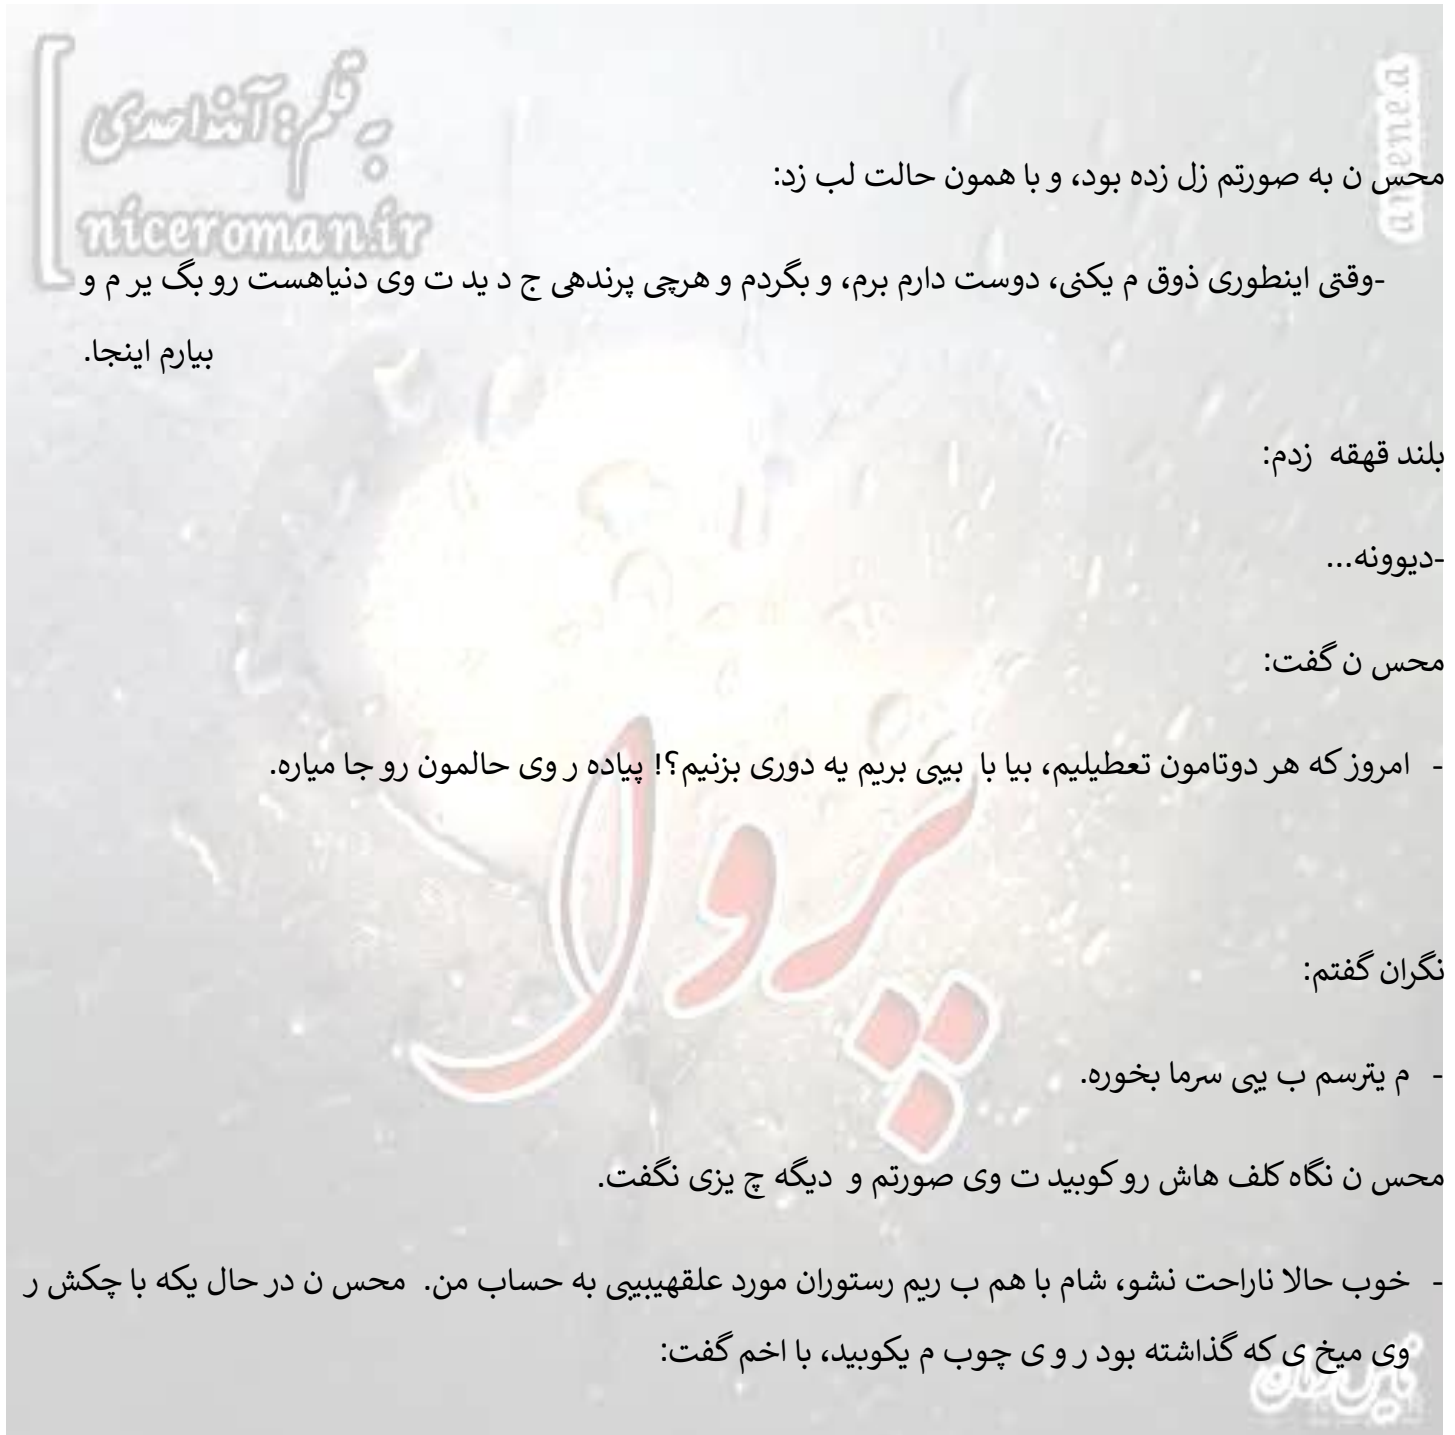 به قلم: آمنه احمدی
niceroman.ir
amenea
محس ن به صورتم زل زده بود، و با همون حالت لب زد:
-وقتی اینطوری ذوق م یکنی، دوست دارم برم، و بگردم و هرچی پرندهی ج د ید ت وی دنیاهست رو بگ یر م و
بیارم اینجا.
بلند قهقه زدم:
-دیوونه...
محس ن گفت:
- امروز که هر دوتامون تعطیلیم، بیا با بیبی بریم یه دوری بزنیم؟! پیاده ر وی حالمون رو جا میاره.
پروا
نگران گفتم:
- م یترسم ب یبی سرما بخوره.
محس ن نگاه کلف هاش رو کوبید ت وی صورتم و دیگه چ یزی نگفت.
- خوب حالا ناراحت نشو، شام با هم ب ریم رستوران مورد علقهیبیبی به حساب من. محس ن در حال یکه با چکش ر
وی میخ ی که گذاشته بود ر و ی چوب م یکوبید، با اخم گفت: